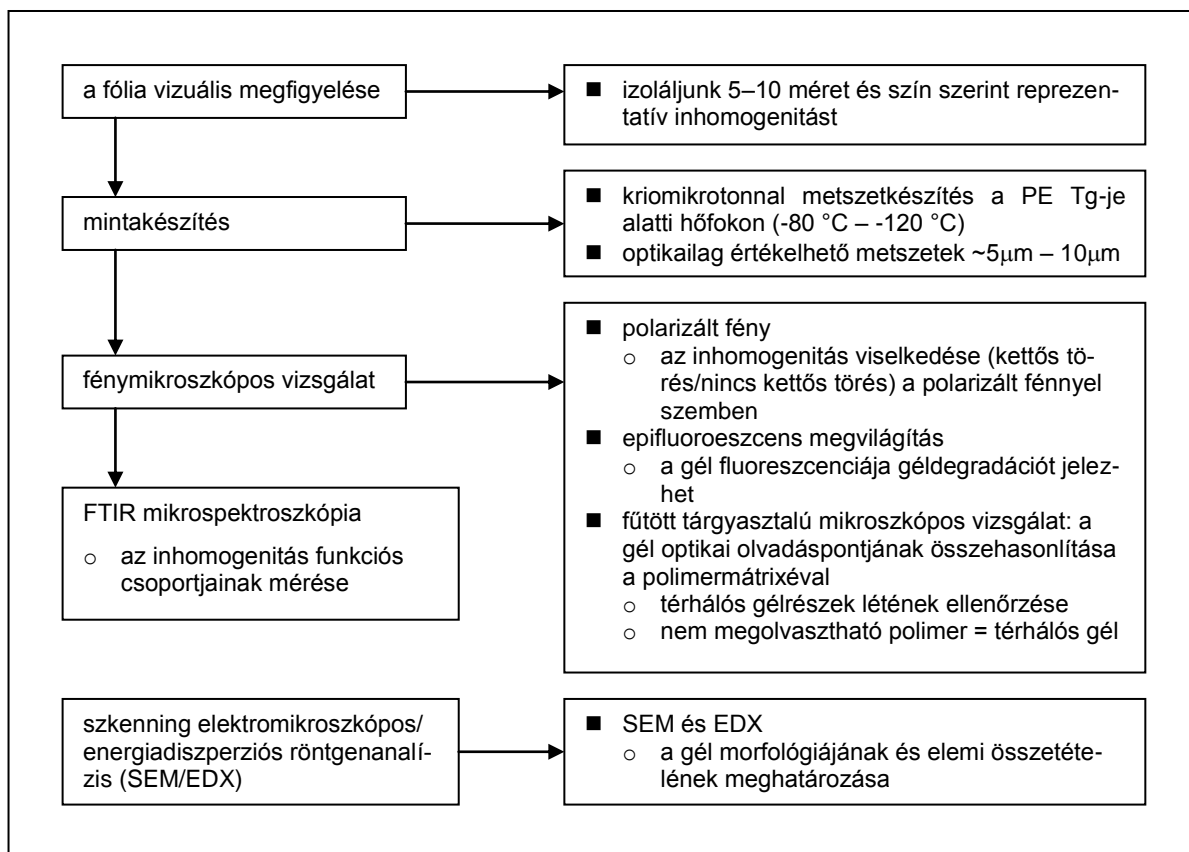 a fólia vizuális megfigyelése
■ izoláljunk 5–10 méret és szín szerint reprezen-
tatív inhomogenitást
mintakészítés
■ kriomikrotonnal metszetkészítés a PE Tg-je
alatti hőfokon (-80 °C – -120 °C)
■ optikailag értékelhető metszetek ~5μm – 10μm
fénymikroszkópos vizsgálat
■ polarizált fény
o az inhomogenitás viselkedése (kettős tö-
rés/nincs kettős törés) a polarizált fénnyel
szemben
■ epifluoroeszcens megvilágítás
o a gél fluoreszcenciája géldegradációt jelez-
het
■ fűtött tárgyasztalú mikroszkópos vizsgálat: a
gél optikai olvadáspontjának összehasonlítása
a polimermátrixéval
o térhálós gélrészek létének ellenőrzése
o nem megolvasztható polimer = térhálós gél
FTIR mikrospektroszkópia
o az inhomogenitás funkciós
csoportjainak mérése
szkenning elektromikroszkópos/
energiadiszperziós röntgenanalí-
zis (SEM/EDX)
■ SEM és EDX
o a gél morfológiájának és elemi összetéte-
lének meghatározása